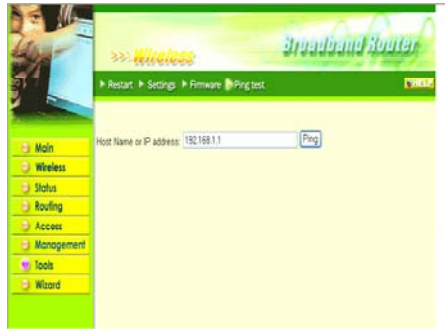 >>> Wireless
Broadband Router
Restart Settings Firmware Ping test
HELP
Host Name or IP address: 192.168.1.1 Ping
Main
Wireless
Status
Routing
Access
Management
Tools
Wizard